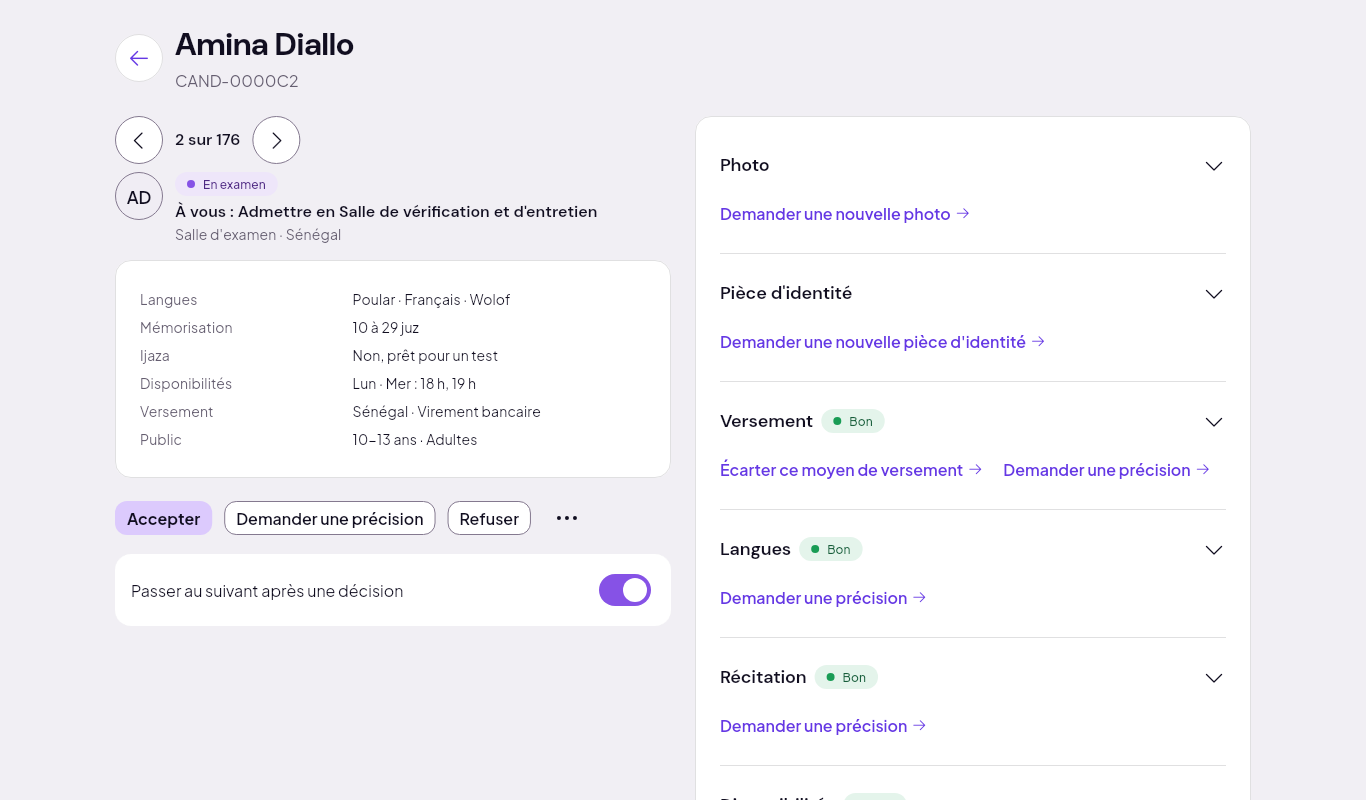 Amina Diallo
CAND-0000C2
2 sur 176
AD
En examen
À vous : Admettre en Salle de vérification et d'entretien
Salle d'examen · Sénégal
Langues Poular · Français · Wolof
Mémorisation 10 à 29 juz
Ijaza Non, prêt pour un test
Disponibilités Lun · Mer : 18 h, 19 h
Versement Sénégal · Virement bancaire
Public 10–13 ans · Adultes
Accepter Demander une précision Refuser
Passer au suivant après une décision
Photo
Demander une nouvelle photo →
Pièce d'identité
Demander une nouvelle pièce d'identité →
Versement Bon
Écarter ce moyen de versement → Demander une précision →
Langues Bon
Demander une précision →
Récitation Bon
Demander une précision →